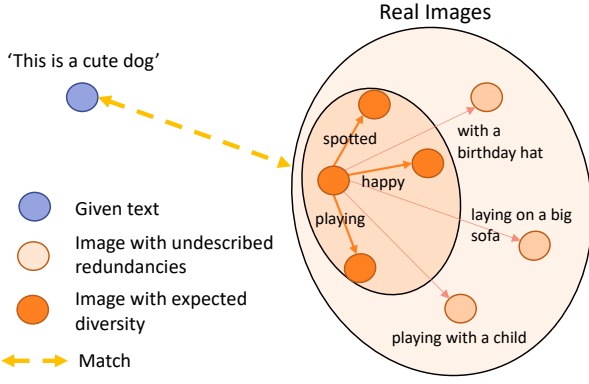 Real Images
‘This is a cute dog’
spotted
with a
birthday hat
happy
playing
laying on a big
sofa
playing with a child
Given text
Image with undescribed
redundancies
Image with expected
diversity
Match